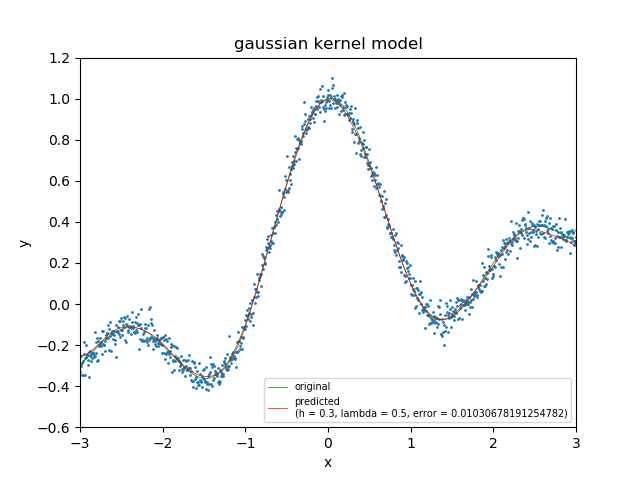 gaussian kernel model
1.2
1.0
0.8
0.6
0.4
0.2
0.0
−0.2
−0.4
−0.6
y
original
predicted
(h = 0.3, lambda = 0.5, error = 0.01030678191254782)
−3 −2 −1 0 1 2 3
x